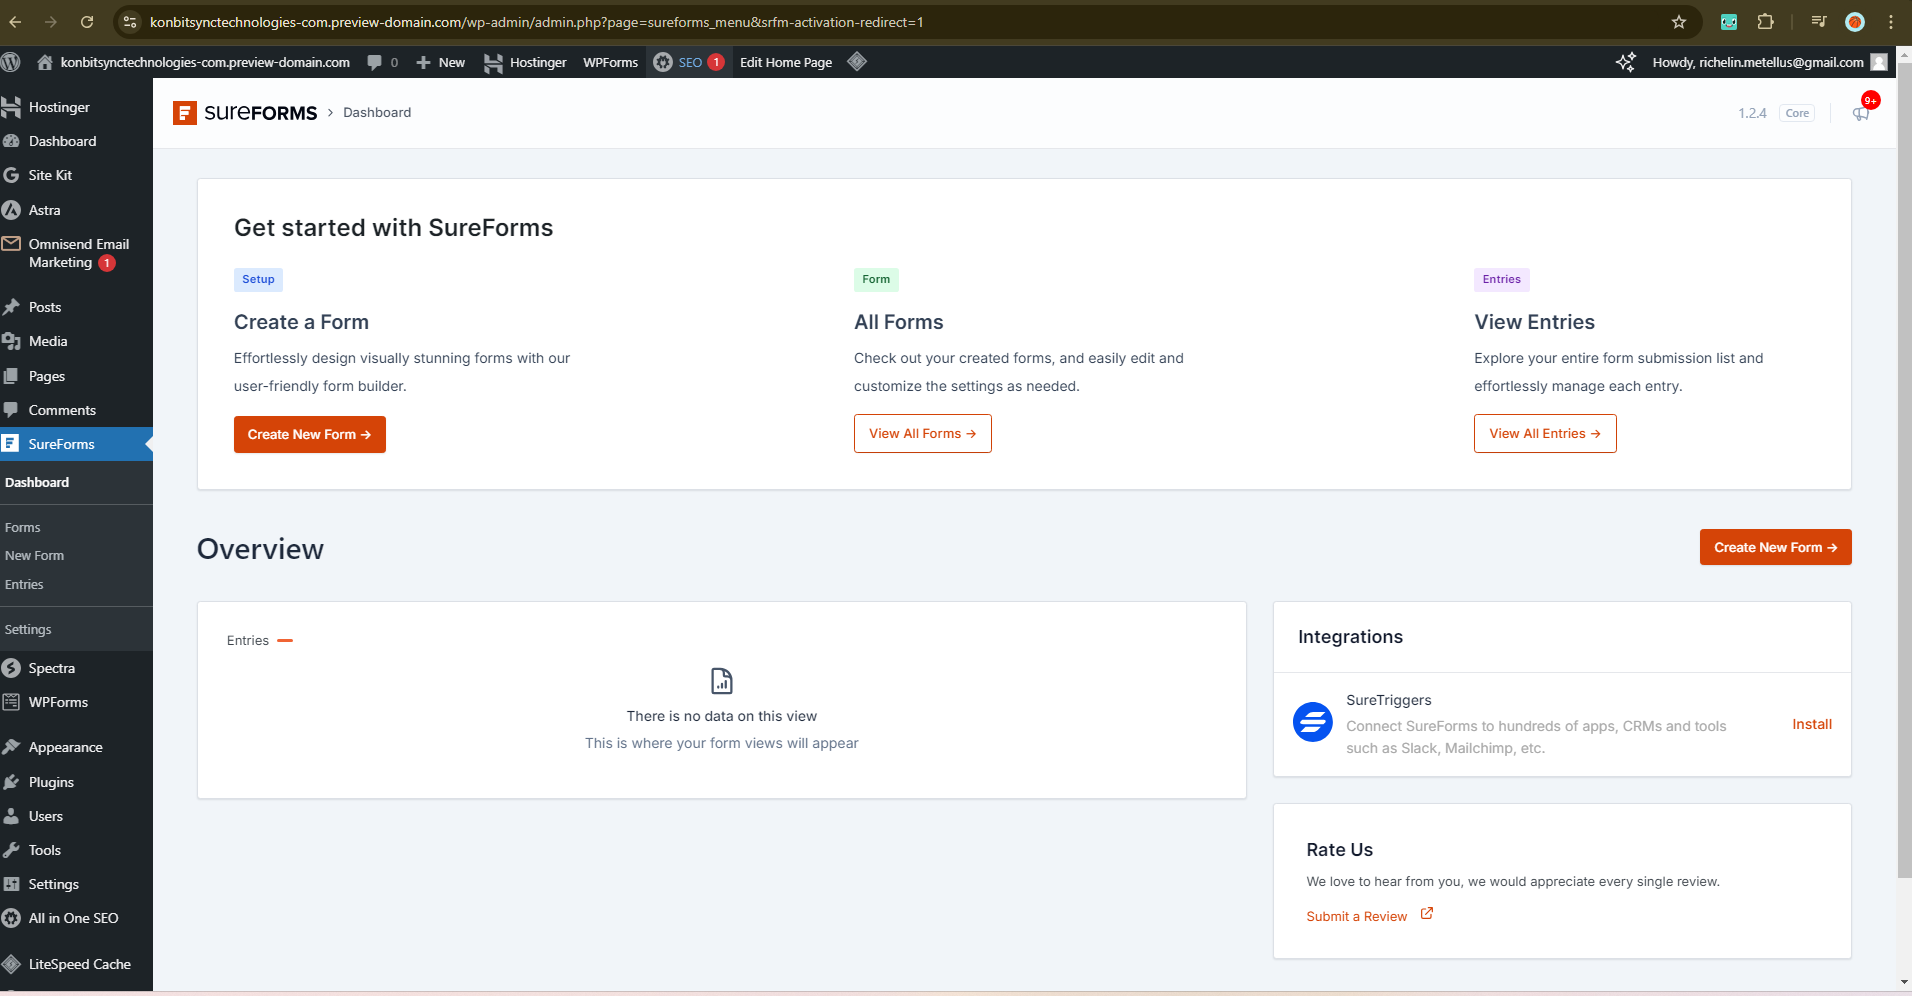 konbitsynctechnologies-com.preview-domain.com/wp-admin/admin.php?page=sureforms_menu&srfm-activation-redirect=1
konbitsynctechnologies-com.preview-domain.com 0 New Hostinger WPForms SEO 1 Edit Home Page Howdy, richelin.metellus@gmail.com
Hostinger
Dashboard
Site Kit
Astra
Omnisend Email
Marketing 1
Posts
Media
Pages
Comments
SureForms
Dashboard
Forms
New Form
Entries
Settings
Spectra
WPForms
Appearance
Plugins
Users
Tools
Settings
All in One SEO
LiteSpeed Cache
SUREFORMS > Dashboard
1.2.4 Core 9+
Get started with SureForms
Setup
Create a Form
Effortlessly design visually stunning forms with our
user-friendly form builder.
Create New Form →
Form
All Forms
Check out your created forms, and easily edit and
customize the settings as needed.
View All Forms →
Entries
View Entries
Explore your entire form submission list and
effortlessly manage each entry.
View All Entries →
Overview
Create New Form →
Entries
There is no data on this view
This is where your form views will appear
Integrations
SureTriggers
Connect SureForms to hundreds of apps, CRMs and tools
such as Slack, Mailchimp, etc.
Install
Rate Us
We love to hear from you, we would appreciate every single review.
Submit a Review